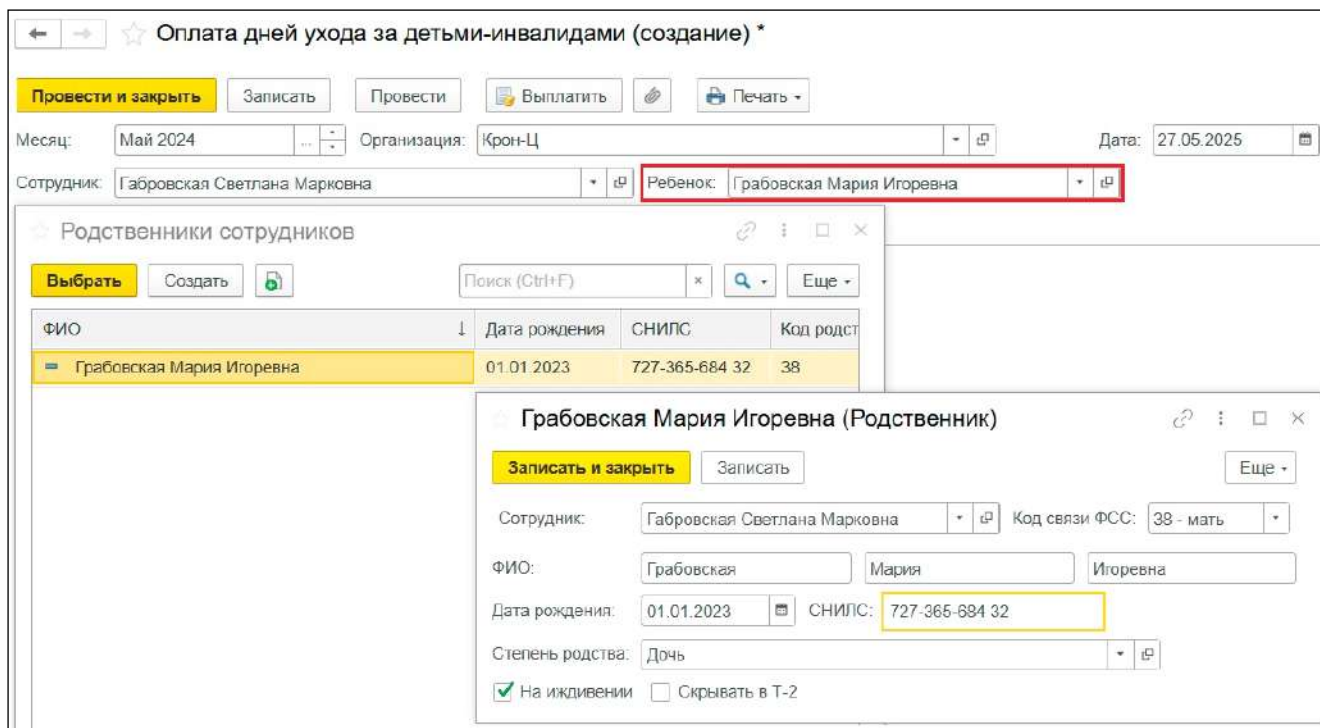 Оплата дней ухода за детьми-инвалидами (создание) *
Провести и закрыть Записать Провести Выплатить Печать
Месяц: Май 2024 ... Организация: Крон-Ц Дата: 27.05.2025
Сотрудник: Габровская Светлана Марковна Ребенок: Грабовская Мария Игоревна
Родственники сотрудников
Выбрать Создать Поиск (Ctrl+F) × Еще
ФИО ↓ Дата рождения СНИЛС Код родст
Грабовская Мария Игоревна 01.01.2023 727-365-684 32 38
Грабовская Мария Игоревна (Родственник)
Записать и закрыть Записать Еще
Сотрудник: Габровская Светлана Марковна Код связи ФСС: 38 - мать
ФИО: Грабовская Мария Игоревна
Дата рождения: 01.01.2023 СНИЛС: 727-365-684 32
Степень родства: Дочь
На иждивении Скрывать в Т-2